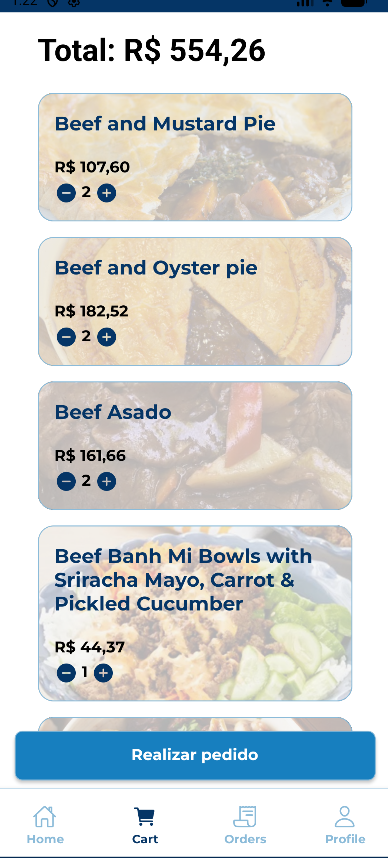 1:22
Total: R$ 554,26
Beef and Mustard Pie
R$ 107,60
2
Beef and Oyster pie
R$ 182,52
2
Beef Asado
R$ 161,66
2
Beef Banh Mi Bowls with
Sriracha Mayo, Carrot &
Pickled Cucumber
R$ 44,37
1
Realizar pedido
Home
Cart
Orders
Profile